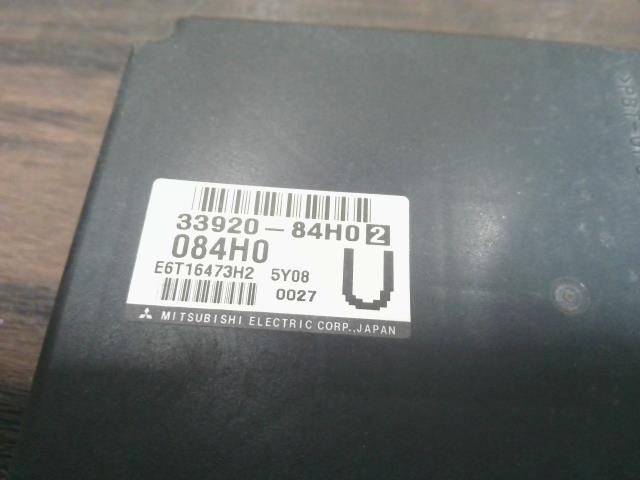 33920-84H0 2
084H0
E6T16473H2 5Y08
0027
U
MITSUBISHI ELECTRIC CORP., JAPAN